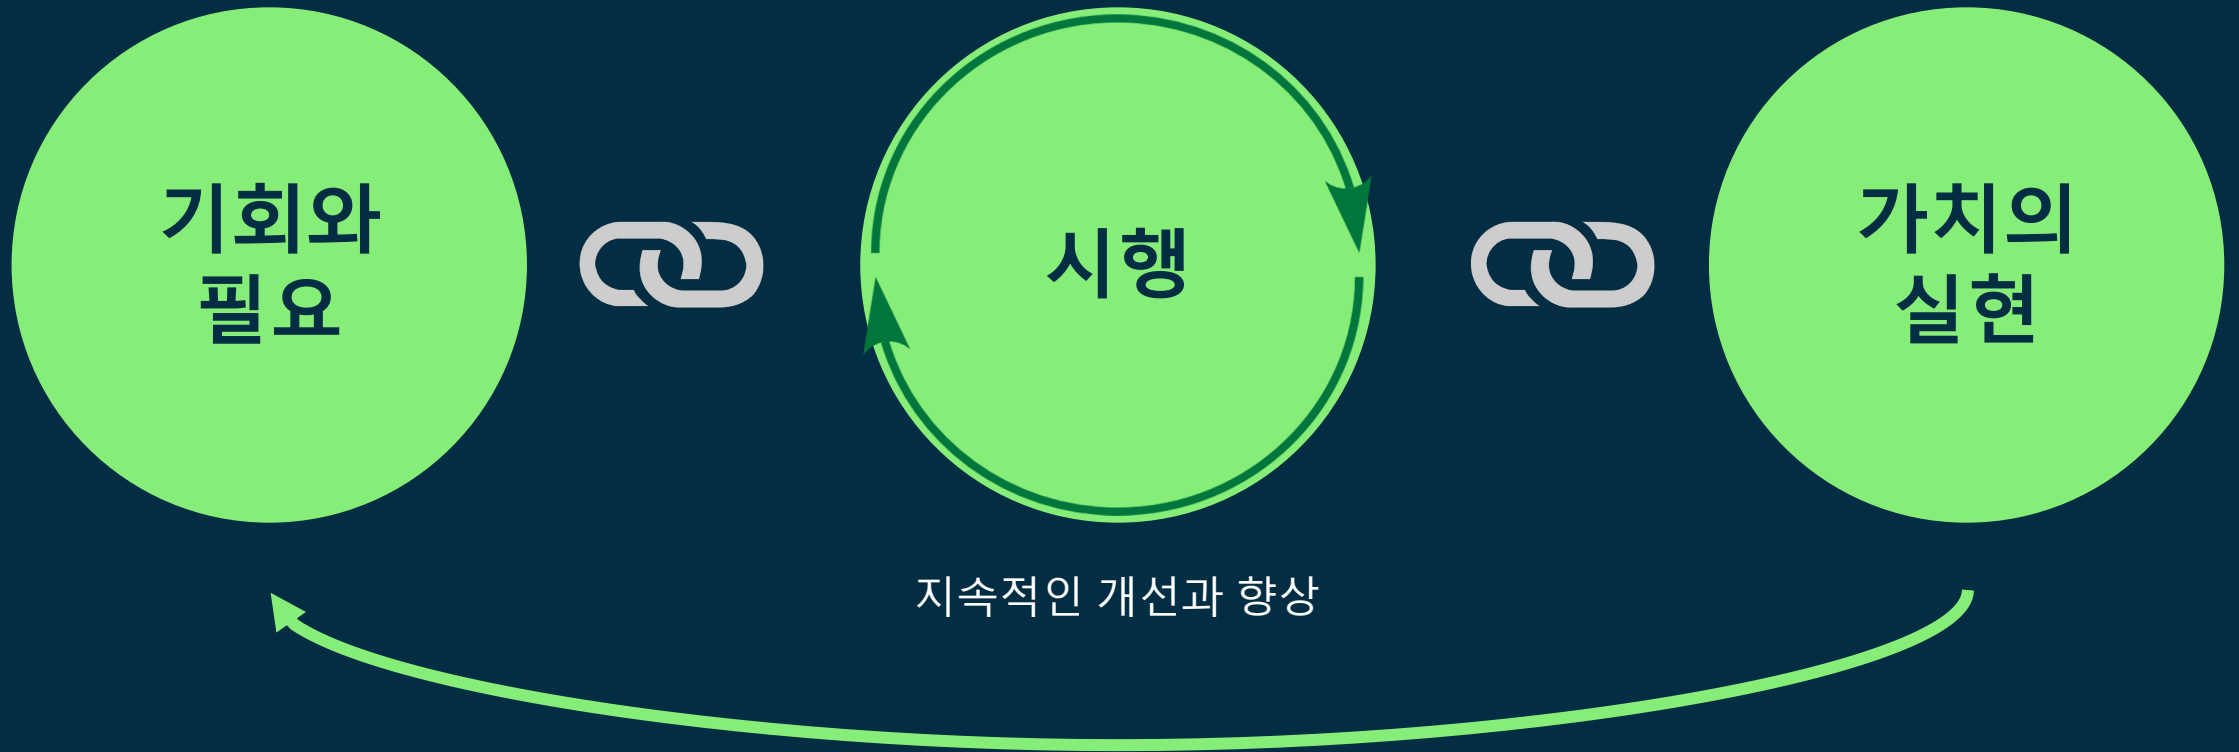 기회와
필요
시행
가치의
실현
지속적인 개선과 향상